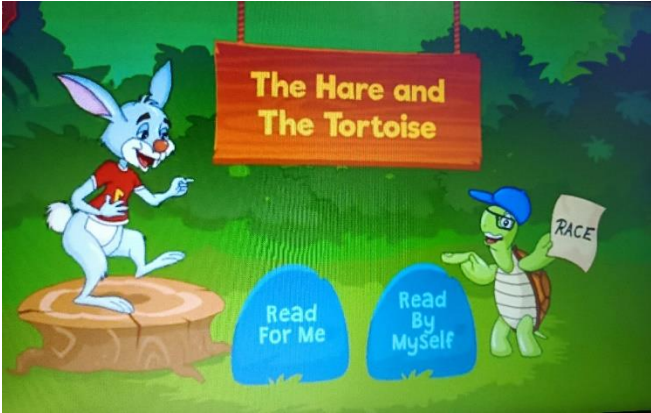 The Hare and
The Tortoise
RACE
Read
For Me
Read
By
Myself